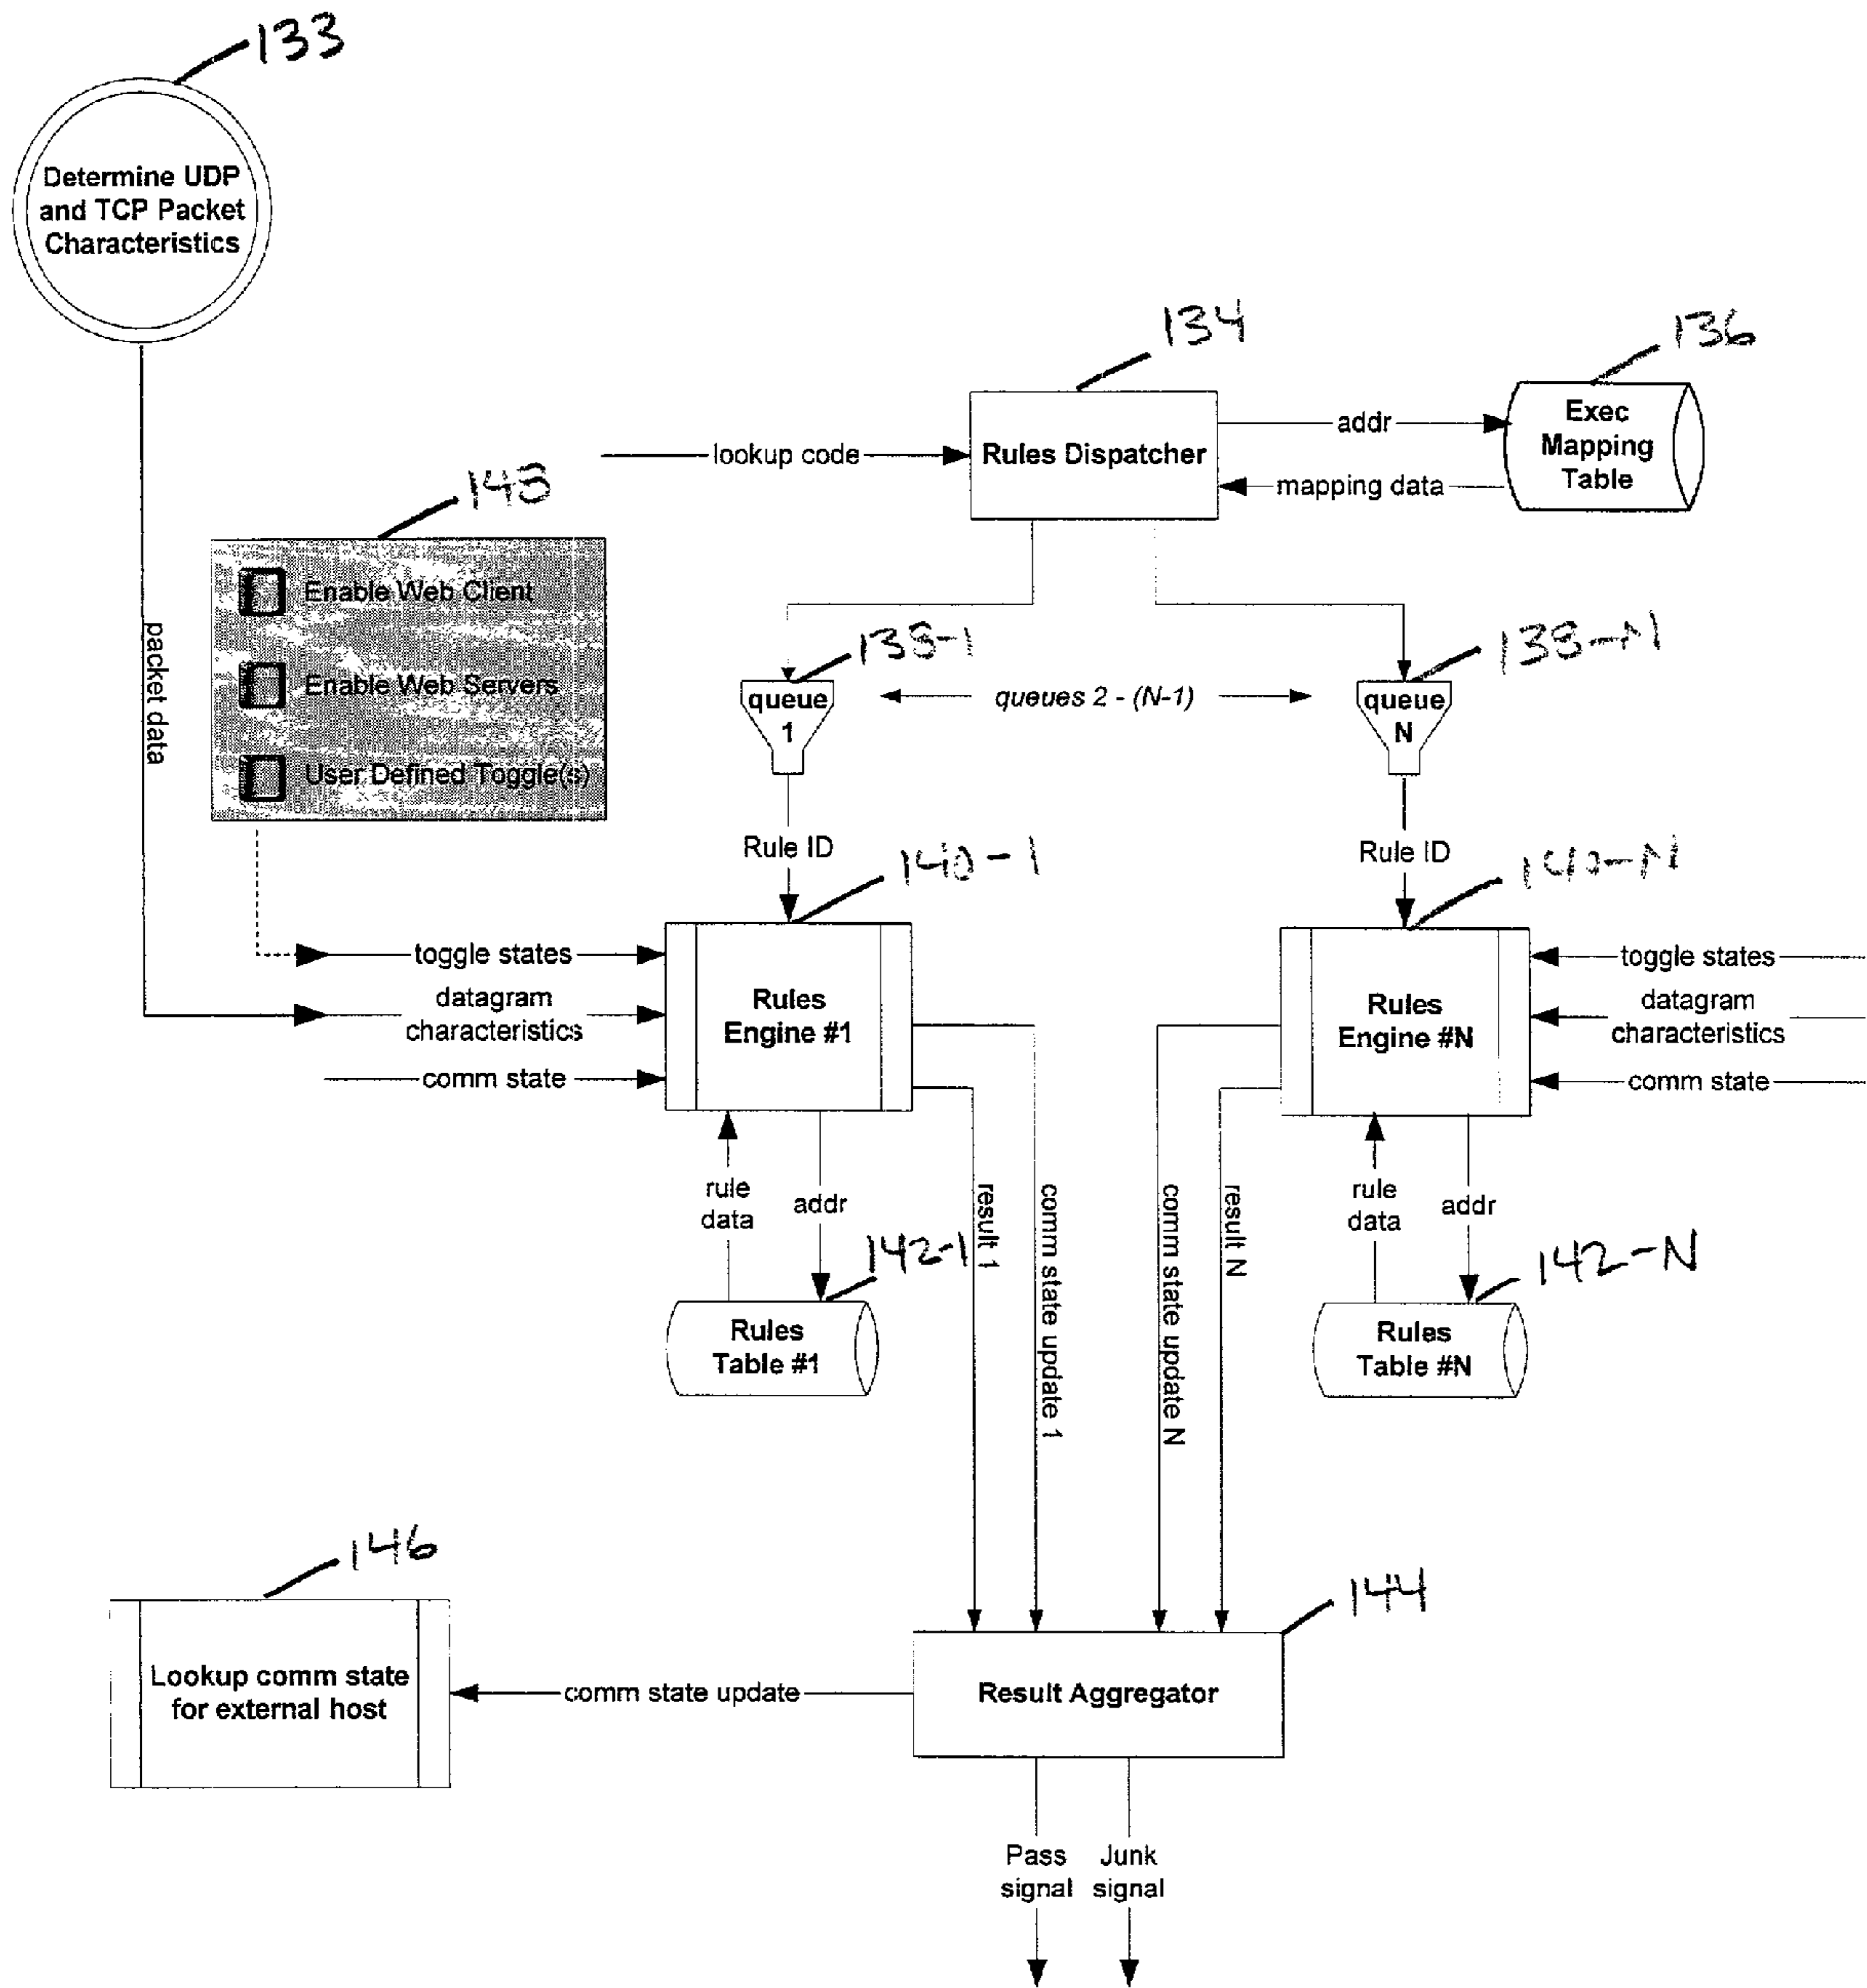 133
Determine UDP
and TCP Packet
Characteristics
134
136
lookup code
Rules Dispatcher
addr
mapping data
Exec
Mapping
Table
148
Enable Web Client
Enable Web Servers
User Defined Toggle(s)
packet data
138-1
138-N
queue
1
queues 2 - (N-1)
queue
N
Rule ID
Rule ID
140-1
140-N
toggle states
datagram
characteristics
comm state
Rules
Engine #1
Rules
Engine #N
toggle states
datagram
characteristics
comm state
rule
data
addr
result 1
comm state update 1
comm state update N
result N
rule
data
addr
142-1
142-N
Rules
Table #1
Rules
Table #N
146
144
Lookup comm state
for external host
comm state update
Result Aggregator
Pass
signal
Junk
signal